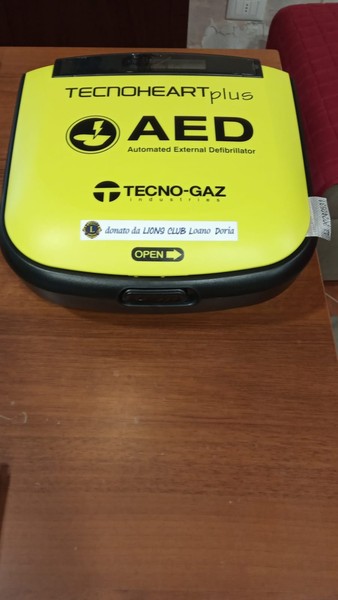 TECNOHEART plus
AED
Automated External Defibrillator
TECNO-GAZ
industries
donato da LIONS CLUB Loano Doria
OPEN